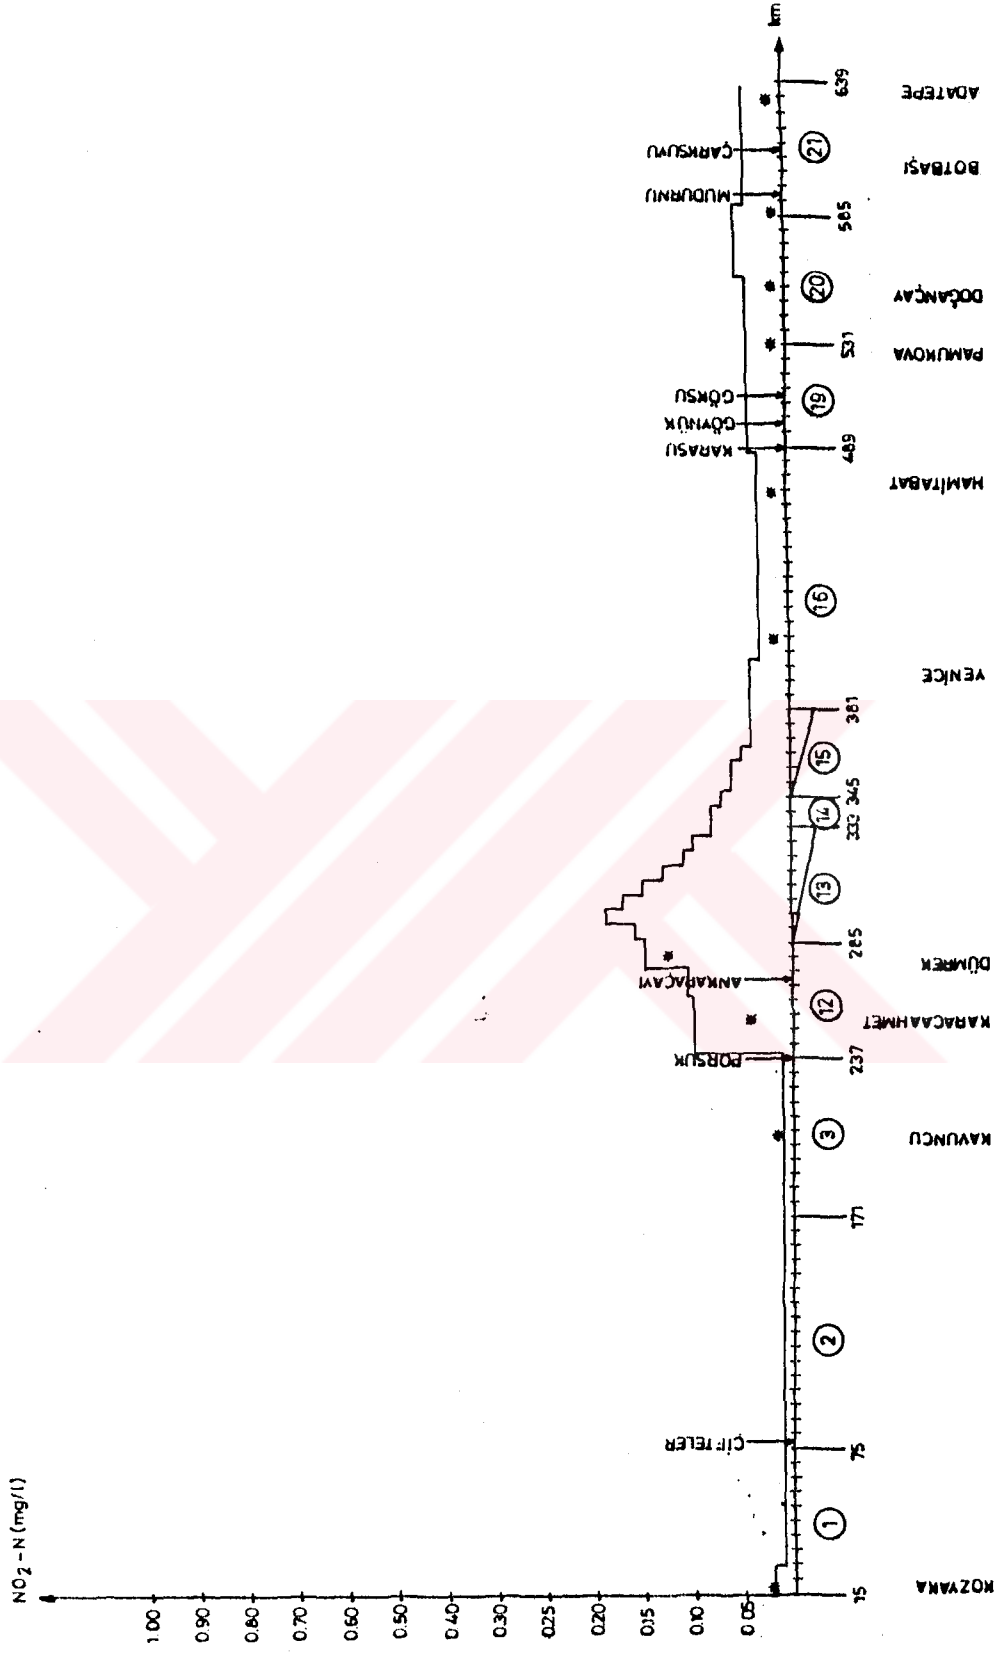 NO₂-N (mg/l)
1.00
0.90
0.80
0.70
0.60
0.50
0.40
0.30
0.25
0.20
0.15
0.10
0.05
km
15
75
171
237
285
333
345
381
489
531
585
639
1
2
3
12
13
14
15
16
19
20
21
ÇİFTELER
PORSUK
ANKARAÇAYI
KARASU
GÖYNÜK
GÖKSU
MUDURNU
ÇARKSUYU
KOZYAKA
KAVUNCU
KARACAAHMET
DÜMREK
YENİCE
HAMİTABAT
PAMUKOVA
DOĞANÇAY
BOTBAŞI
ADATEPE